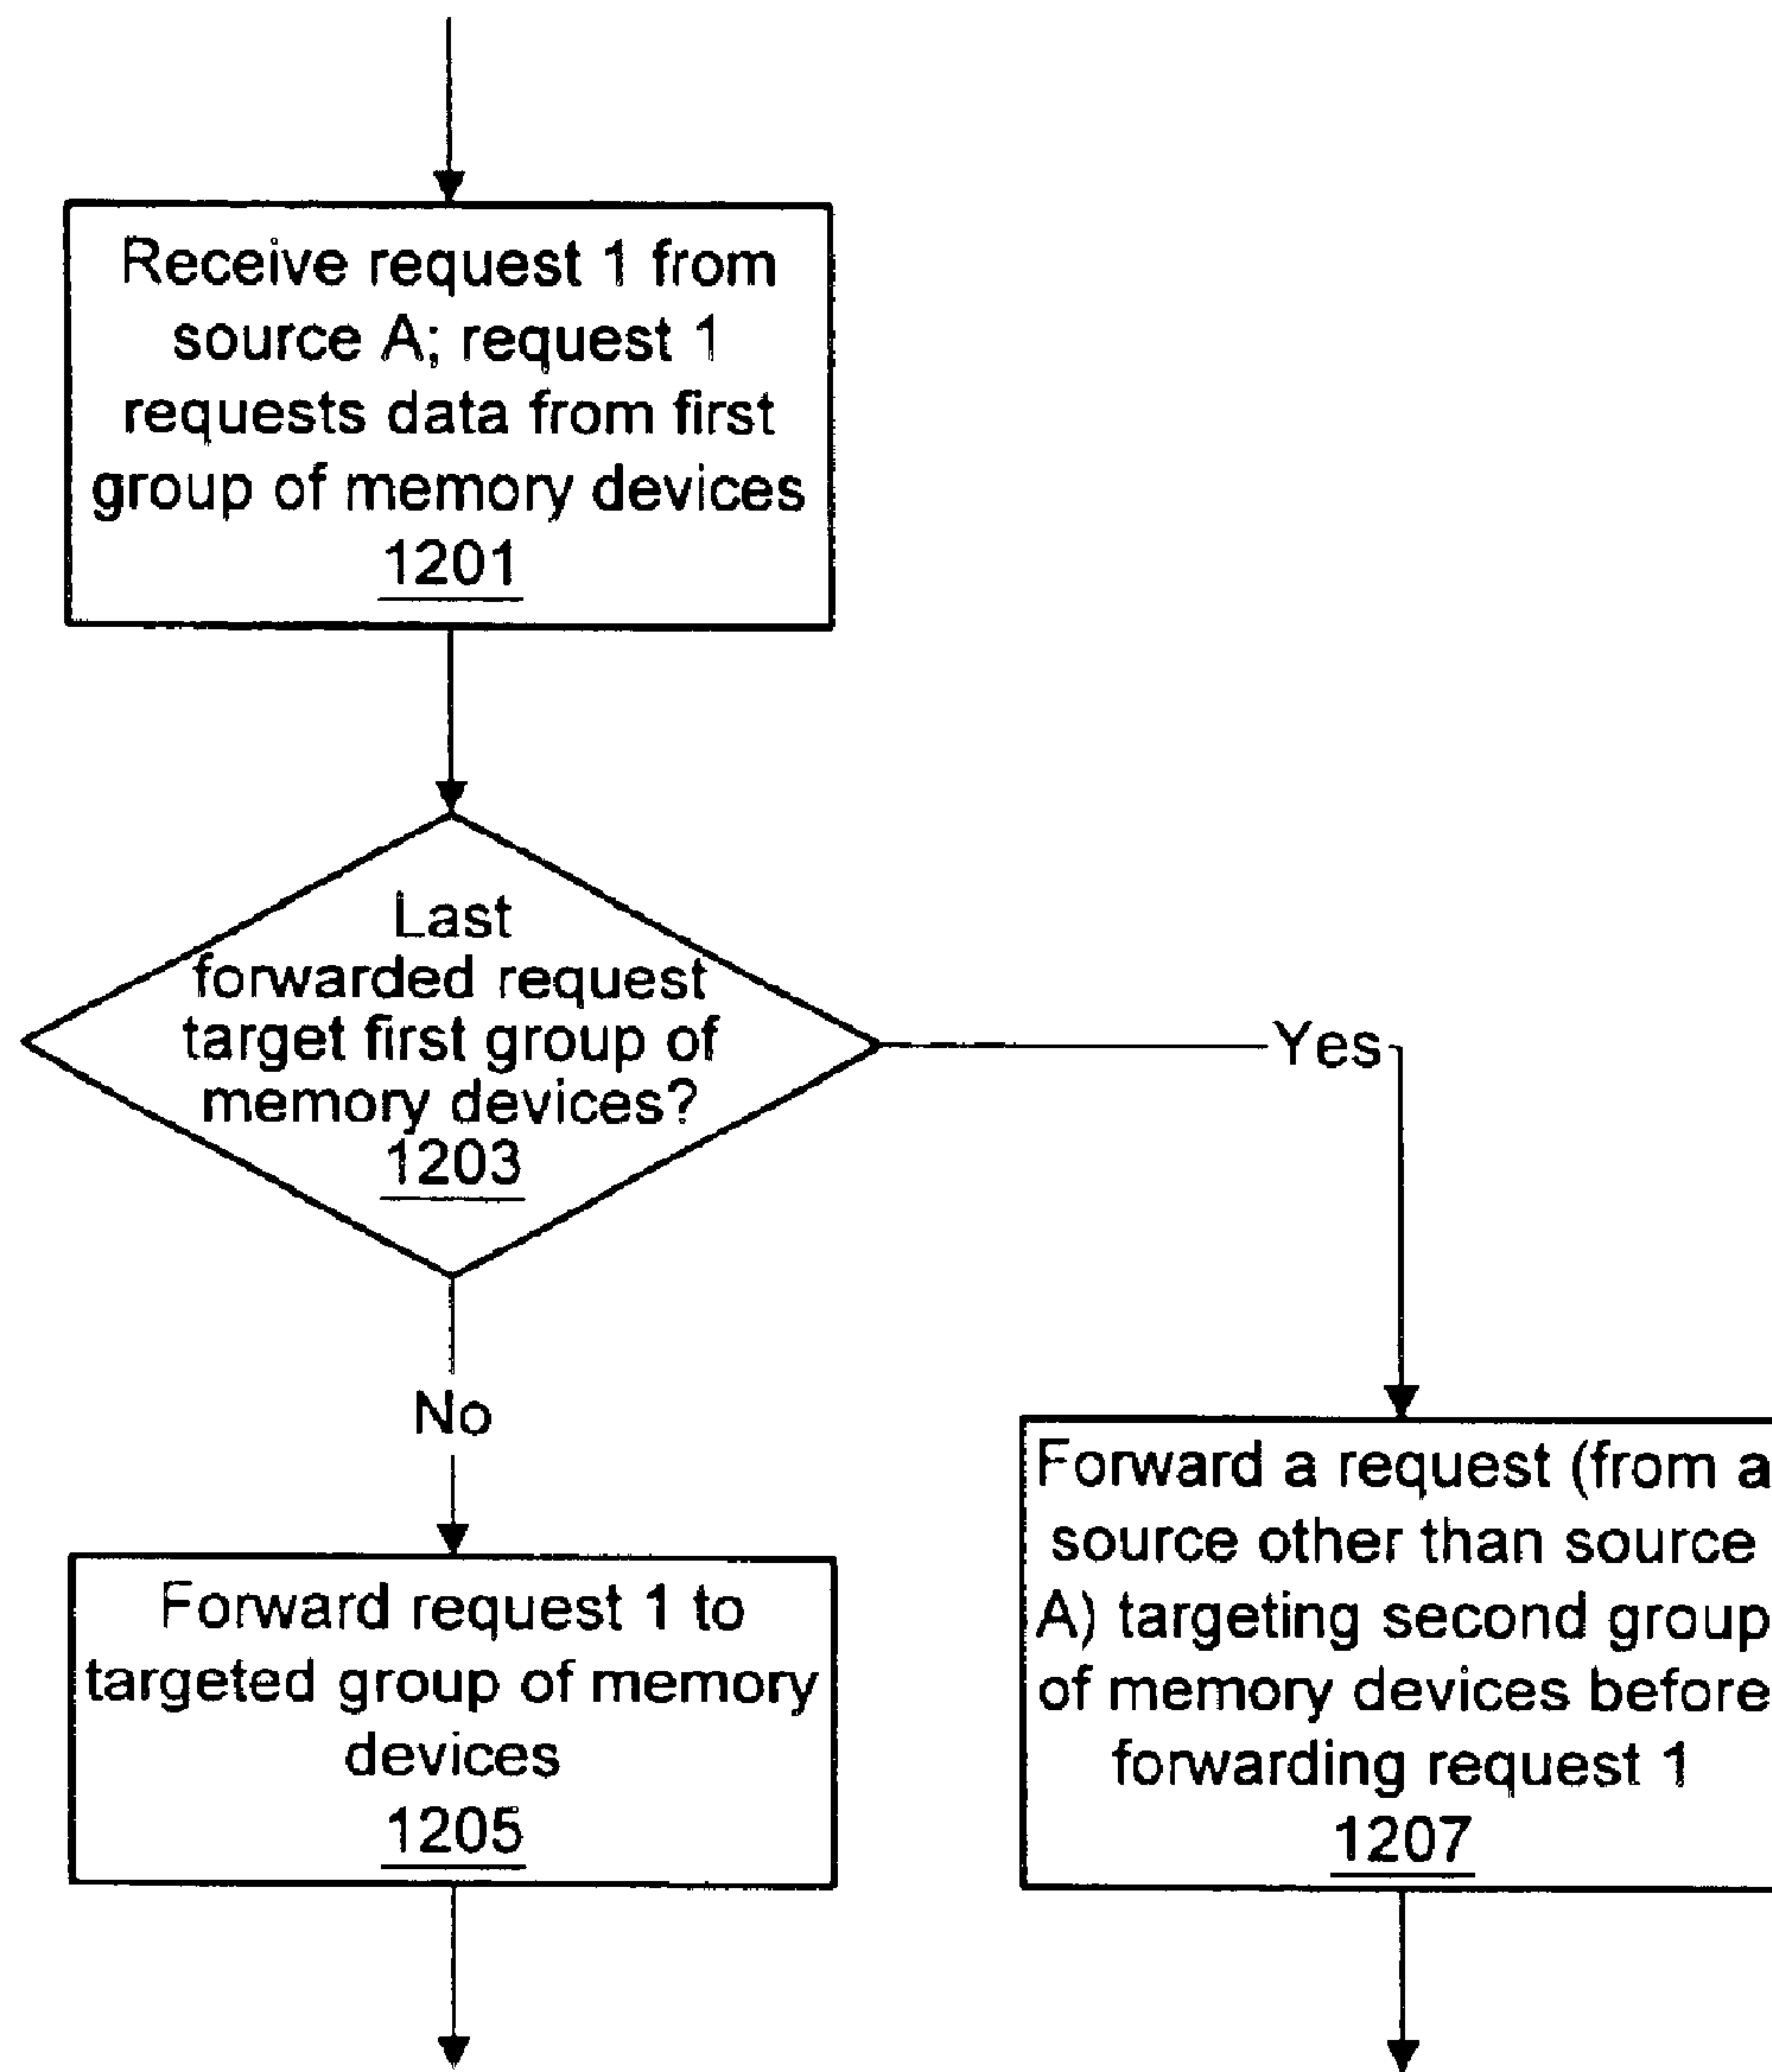 Receive request 1 from
source A; request 1
requests data from first
group of memory devices
1201
Last
forwarded request
target first group of
memory devices?
1203
Yes
No
Forward request 1 to
targeted group of memory
devices
1205
Forward a request (from a
source other than source
A) targeting second group
of memory devices before
forwarding request 1
1207